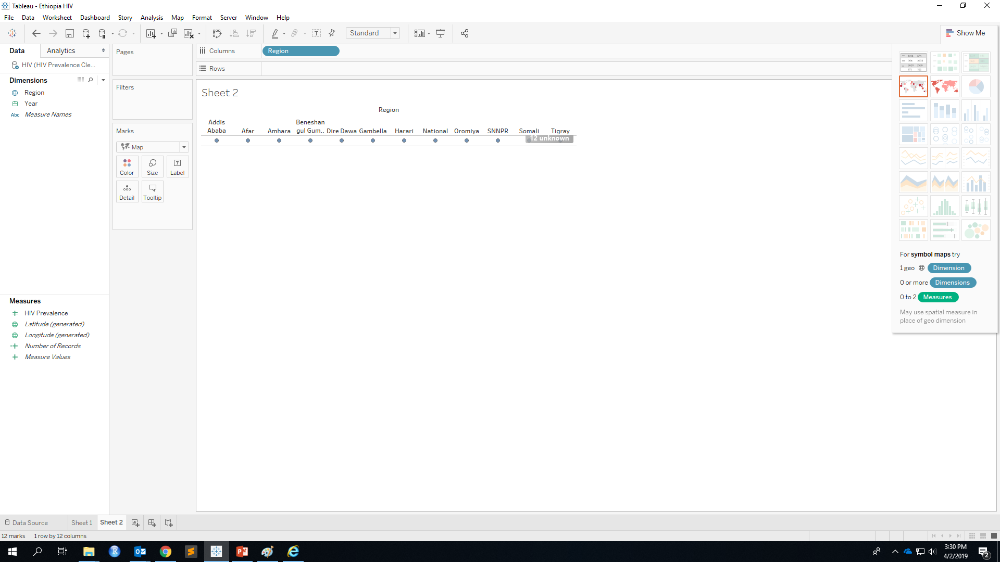 Tableau - Ethiopia HIV
File Data Worksheet Dashboard Story Analysis Map Format Server Window Help
Standard
Show Me
Data Analytics
HIV (HIV Prevalence Cle...
Dimensions
Region
Year
Abc Measure Names
Measures
HIV Prevalence
Latitude (generated)
Longitude (generated)
Number of Records
Measure Values
Pages
Filters
Marks
Map
Color Size Label
Detail Tooltip
Columns Region
Rows
Sheet 2
Region
Addis Ababa
Afar
Amhara
Beneshan gul Gum..
Dire Dawa
Gambella
Harari
National
Oromiya
SNNPR
Somali
Tigray
12 unknown
For symbol maps try
1 geo Dimension
0 or more Dimensions
0 to 2 Measures
May use spatial measure in
place of geo dimension
Data Source Sheet 1 Sheet 2
12 marks 1 row by 12 columns
3:30 PM
4/2/2019
2